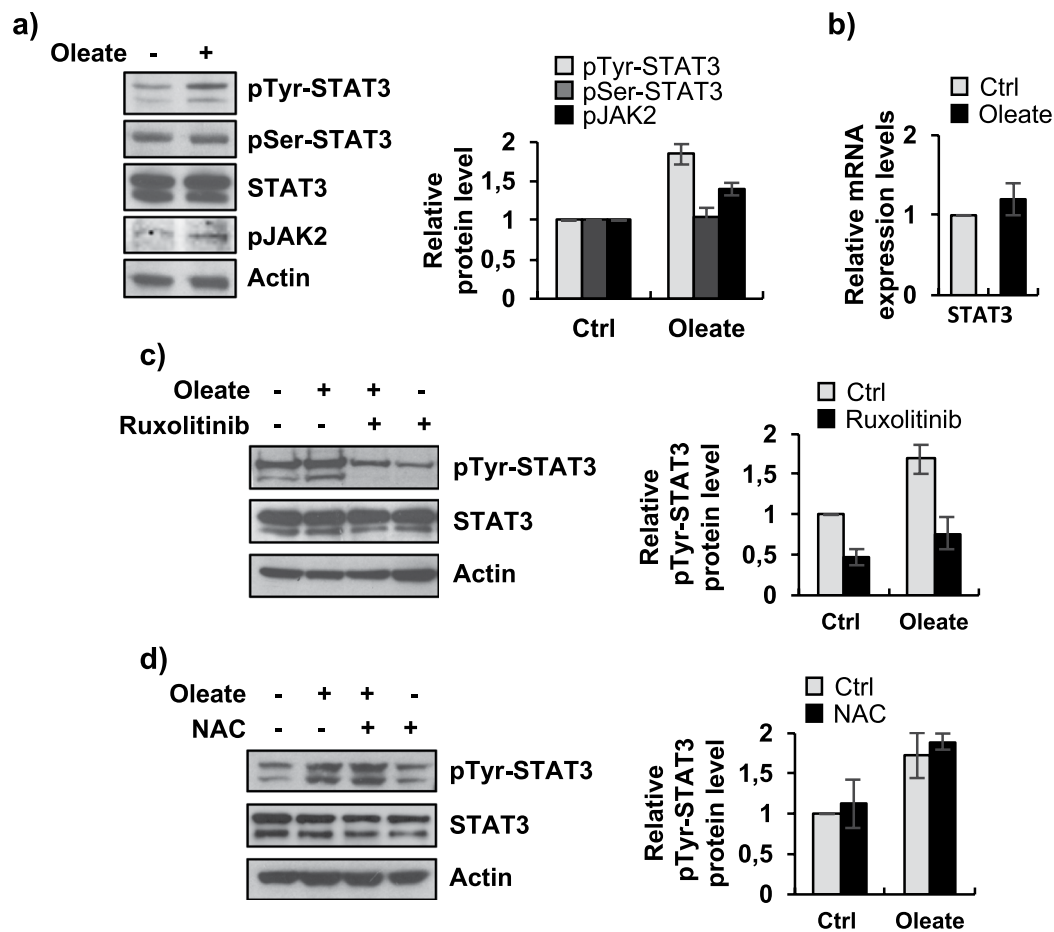 a)
Oleate - +
pTyr-STAT3
pSer-STAT3
STAT3
pJAK2
Actin
pTyr-STAT3
pSer-STAT3
pJAK2
Relative
protein level
2
1,5
1
0,5
0
Ctrl Oleate
b)
Ctrl
Oleate
Relative mRNA
expression levels
2
1
0
STAT3
c)
Oleate - + + -
Ruxolitinib - - + +
pTyr-STAT3
STAT3
Actin
Ctrl
Ruxolitinib
Relative
pTyr-STAT3
protein level
2
1,5
1
0,5
0
Ctrl Oleate
d)
Oleate - + + -
NAC - - + +
pTyr-STAT3
STAT3
Actin
Ctrl
NAC
Relative
pTyr-STAT3
protein level
2
1,5
1
0,5
0
Ctrl Oleate